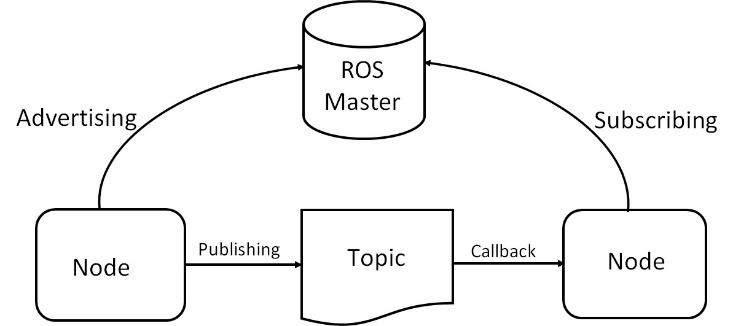 ROS
Master
Advertising
Subscribing
Node
Publishing
Topic
Callback
Node